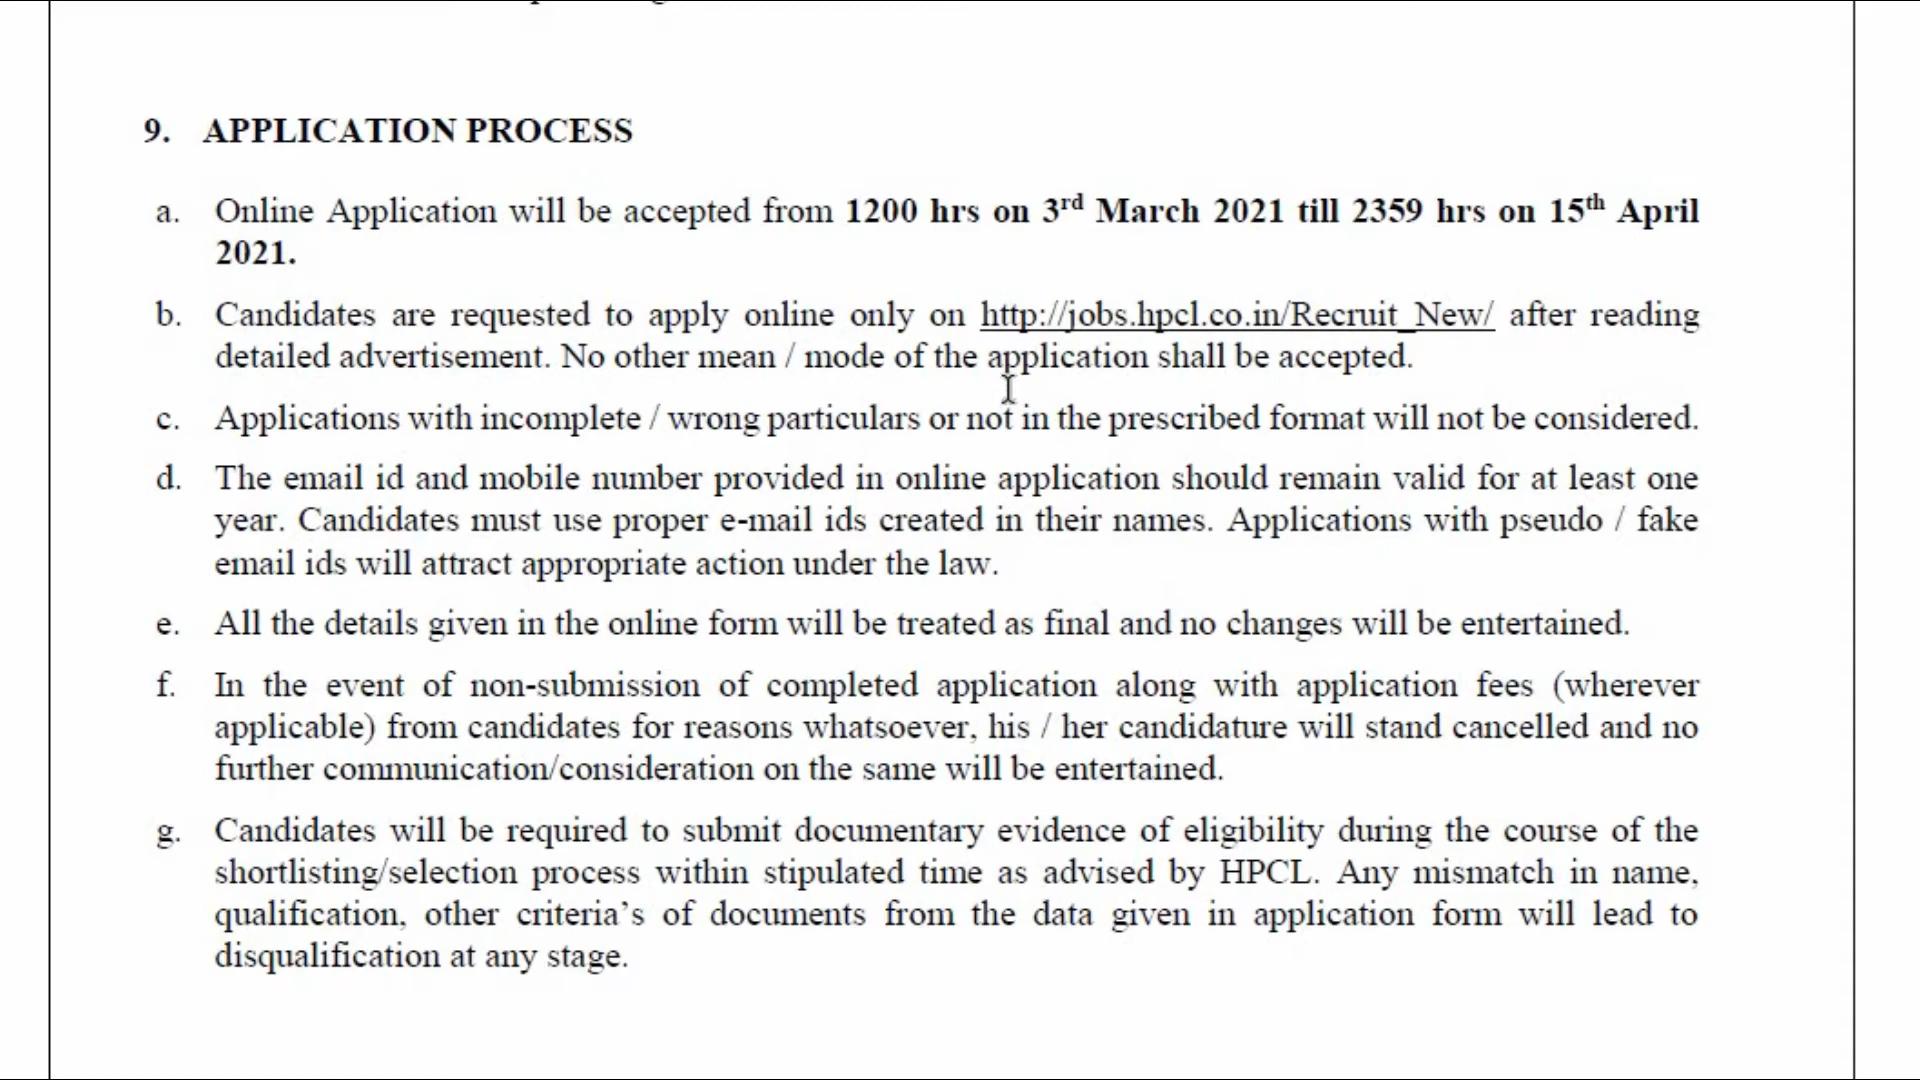 9. APPLICATION PROCESS
a. Online Application will be accepted from 1200 hrs on 3rd March 2021 till 2359 hrs on 15th April
2021.
b. Candidates are requested to apply online only on http://jobs.hpcl.co.in/Recruit_New/ after reading
detailed advertisement. No other mean / mode of the application shall be accepted.
c. Applications with incomplete / wrong particulars or not in the prescribed format will not be considered.
d. The email id and mobile number provided in online application should remain valid for at least one
year. Candidates must use proper e-mail ids created in their names. Applications with pseudo / fake
email ids will attract appropriate action under the law.
e. All the details given in the online form will be treated as final and no changes will be entertained.
f. In the event of non-submission of completed application along with application fees (wherever
applicable) from candidates for reasons whatsoever, his / her candidature will stand cancelled and no
further communication/consideration on the same will be entertained.
g. Candidates will be required to submit documentary evidence of eligibility during the course of the
shortlisting/selection process within stipulated time as advised by HPCL. Any mismatch in name,
qualification, other criteria’s of documents from the data given in application form will lead to
disqualification at any stage.